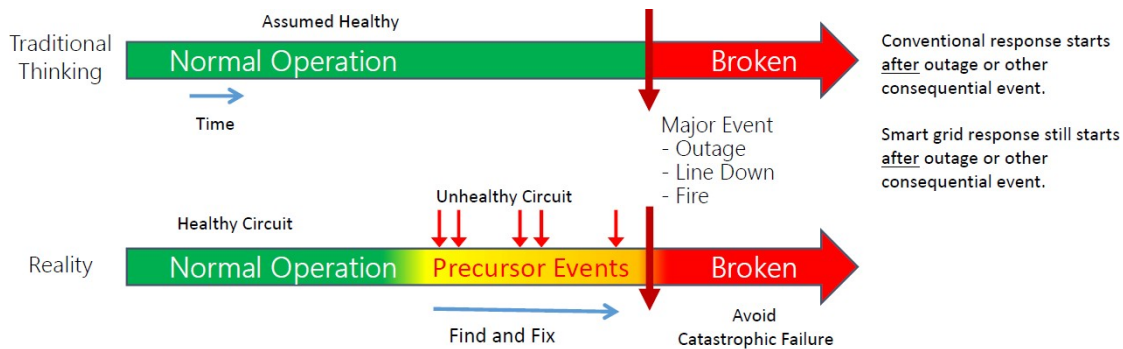 Assumed Healthy
Traditional
Thinking
Normal Operation
Broken
Time
Conventional response starts
after outage or other
consequential event.
Major Event
- Outage
- Line Down
- Fire
Smart grid response still starts
after outage or other
consequential event.
Unhealthy Circuit
Healthy Circuit
Reality
Normal Operation
Precursor Events
Broken
Find and Fix
Avoid
Catastrophic Failure